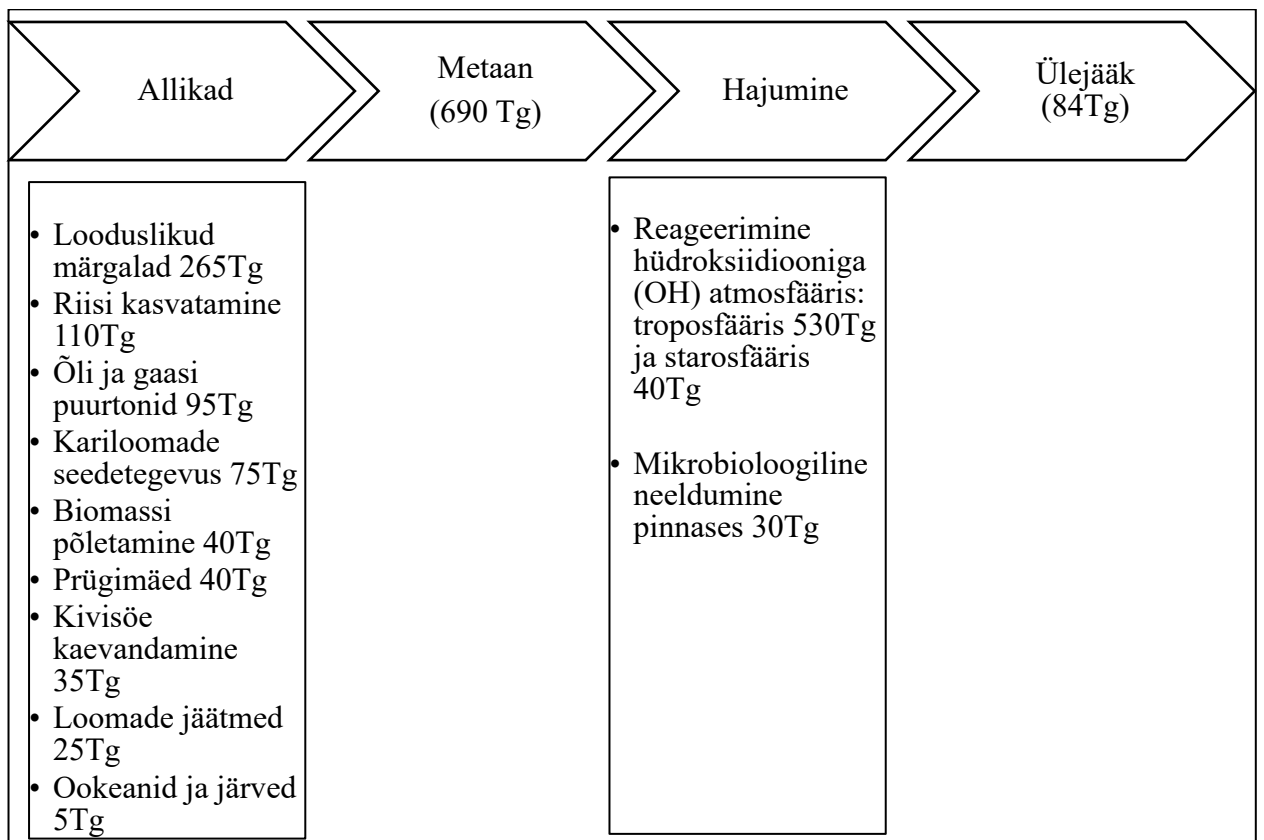 Allikad
Metaan
(690 Tg)
Hajumine
Ülejääk
(84Tg)
• Looduslikud
märgalad 265Tg
• Riisi kasvatamine
110Tg
• Õli ja gaasi
puurtonid 95Tg
• Kariloomade
seedetegevus 75Tg
• Biomassi
põletamine 40Tg
• Prügimäed 40Tg
• Kivisöe
kaevandamine
35Tg
• Loomade jäätmed
25Tg
• Ookeanid ja järved
5Tg
• Reageerimine
hüdroksiidiooniga
(OH) atmosfääris:
troposfääris 530Tg
ja starosfääris
40Tg
• Mikrobioloogiline
neeldumine
pinnases 30Tg